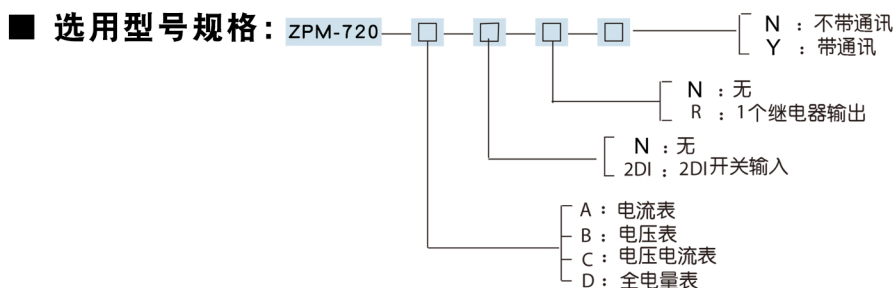 ■ 选用型号规格: ZPM-720—□—□—□—□
N : 不带通讯
Y : 带通讯
N : 无
R : 1个继电器输出
N : 无
2DI : 2DI开关输入
A : 电流表
B : 电压表
C : 电压电流表
D : 全电量表